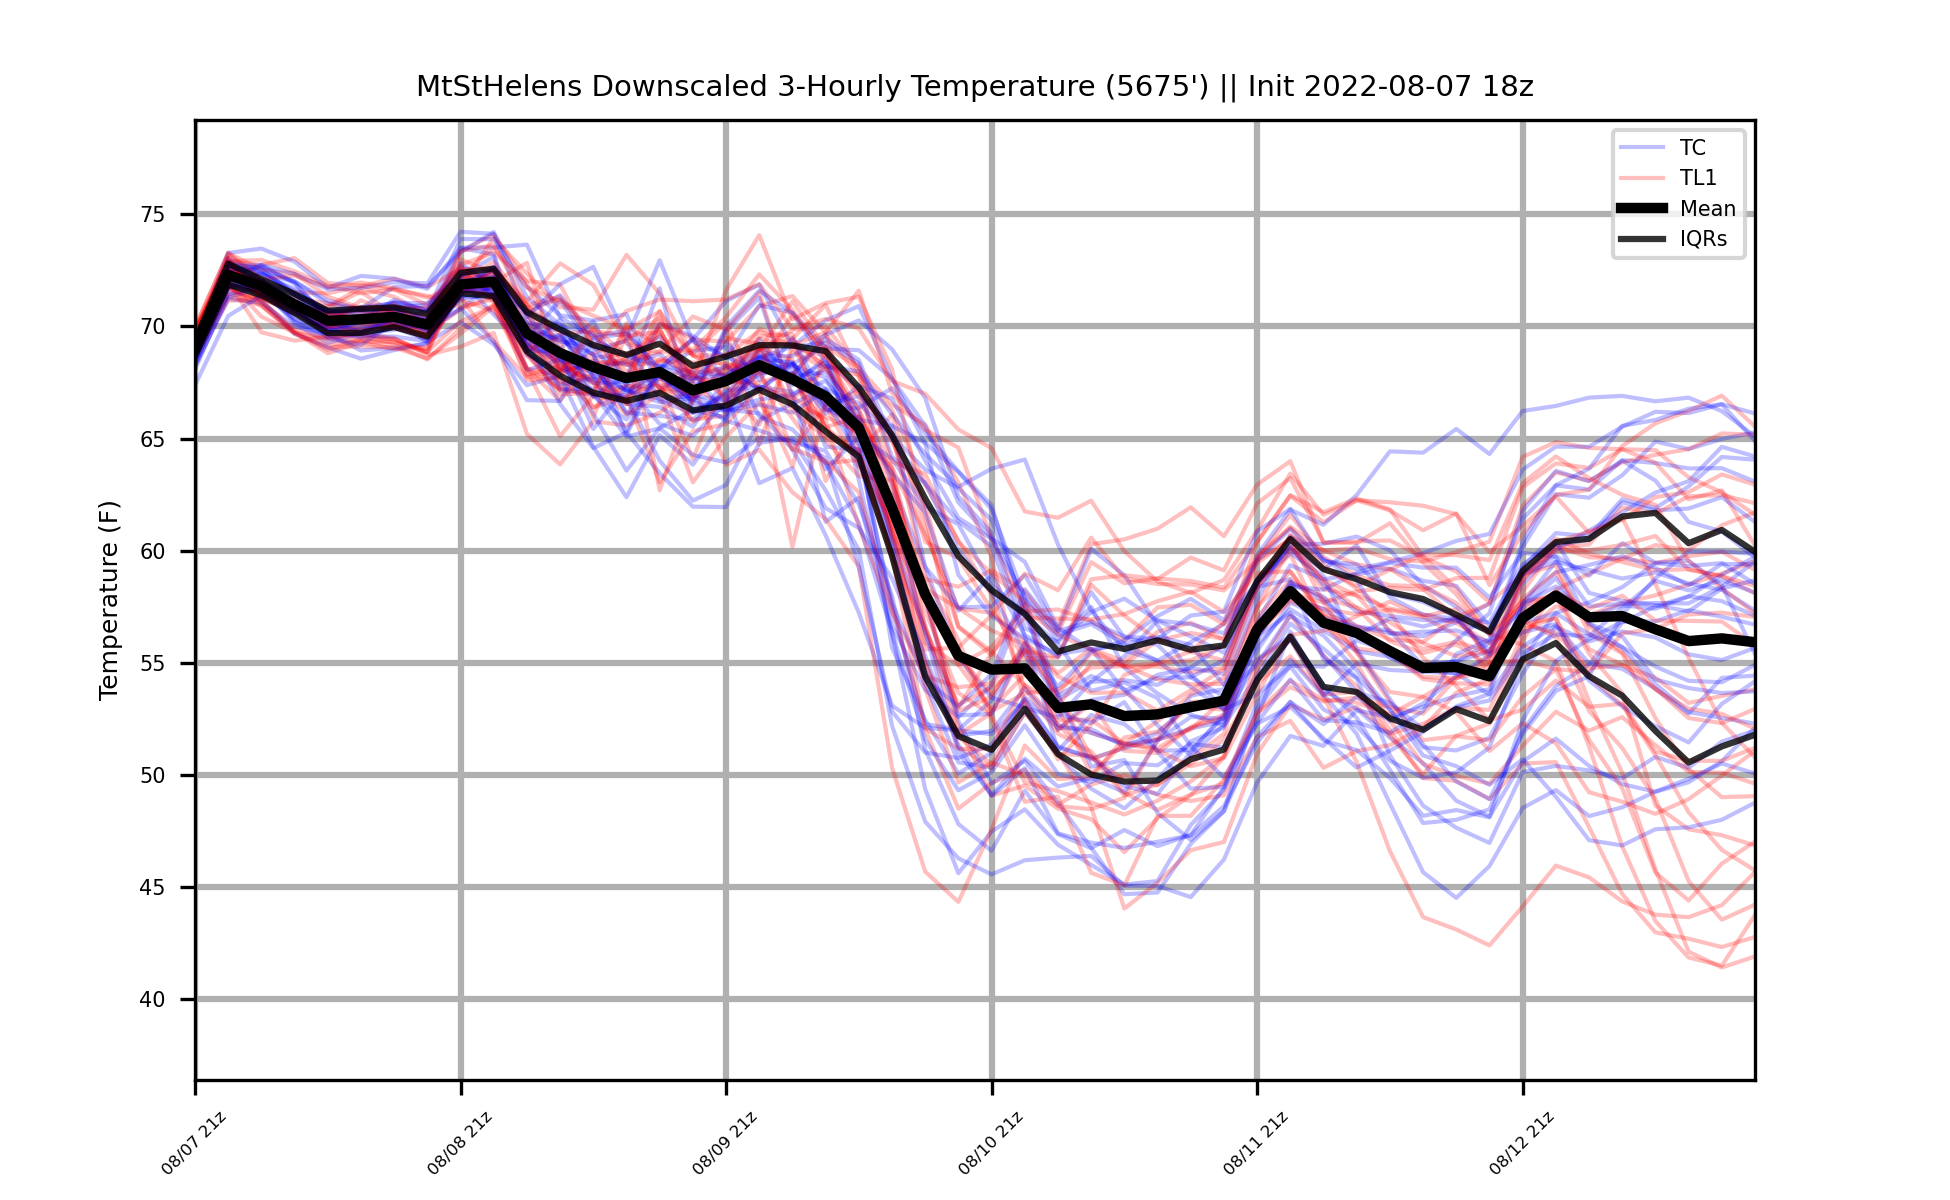 MtStHelens Downscaled 3-Hourly Temperature (5675') || Init 2022-08-07 18z
TC
TL1
Mean
IQRs
Temperature (F)
75
70
65
60
55
50
45
40
08/07 21z
08/08 21z
08/09 21z
08/10 21z
08/11 21z
08/12 21z